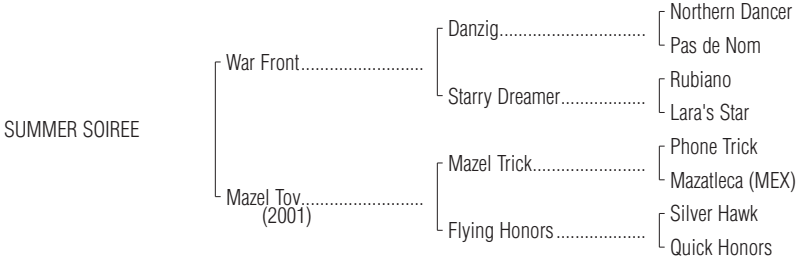 Northern Dancer
Danzig..............................
Pas de Nom
War Front.........................
Rubiano
Starry Dreamer..................
Lara's Star
SUMMER SOIREE
Phone Trick
Mazel Trick........................
Mazatleca (MEX)
Mazel Tov.........................
(2001)
Silver Hawk
Flying Honors...................
Quick Honors